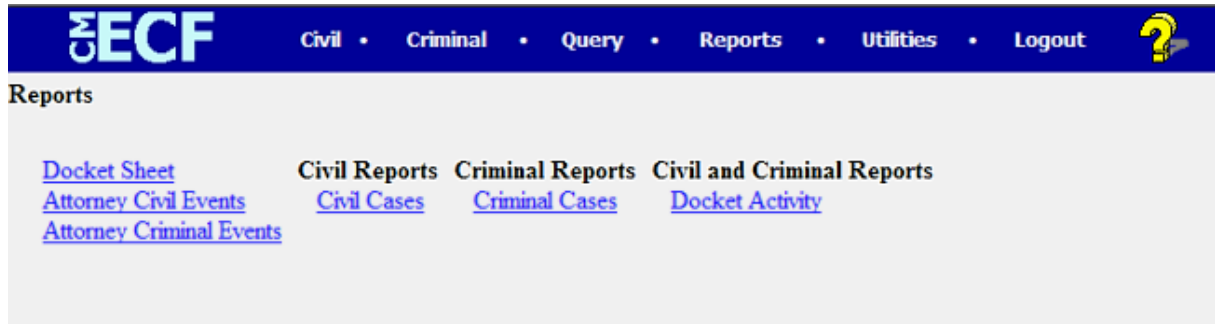 CM ECF Civil • Criminal • Query • Reports • Utilities • Logout ?
Reports
Docket Sheet Civil Reports Criminal Reports Civil and Criminal Reports
Attorney Civil Events Civil Cases Criminal Cases Docket Activity
Attorney Criminal Events